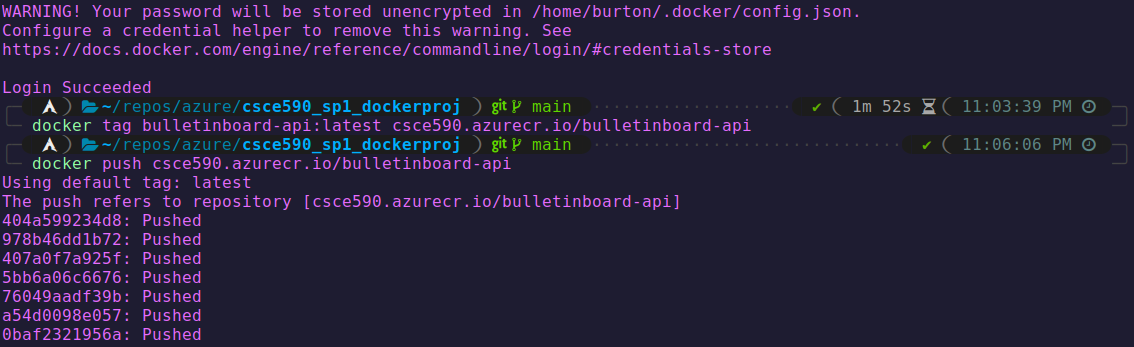 WARNING! Your password will be stored unencrypted in /home/burton/.docker/config.json.
Configure a credential helper to remove this warning. See
https://docs.docker.com/engine/reference/commandline/login/#credentials-store
Login Succeeded
~/repos/azure/csce590_sp1_dockerproj ) git main ✔ ( 1m 52s ( 11:03:39 PM
docker tag bulletinboard-api:latest csce590.azurecr.io/bulletinboard-api
~/repos/azure/csce590_sp1_dockerproj ) git main ✔ ( 11:06:06 PM
docker push csce590.azurecr.io/bulletinboard-api
Using default tag: latest
The push refers to repository [csce590.azurecr.io/bulletinboard-api]
404a599234d8: Pushed
978b46dd1b72: Pushed
407a0f7a925f: Pushed
5bb6a06c6676: Pushed
76049aadf39b: Pushed
a54d0098e057: Pushed
0baf2321956a: Pushed